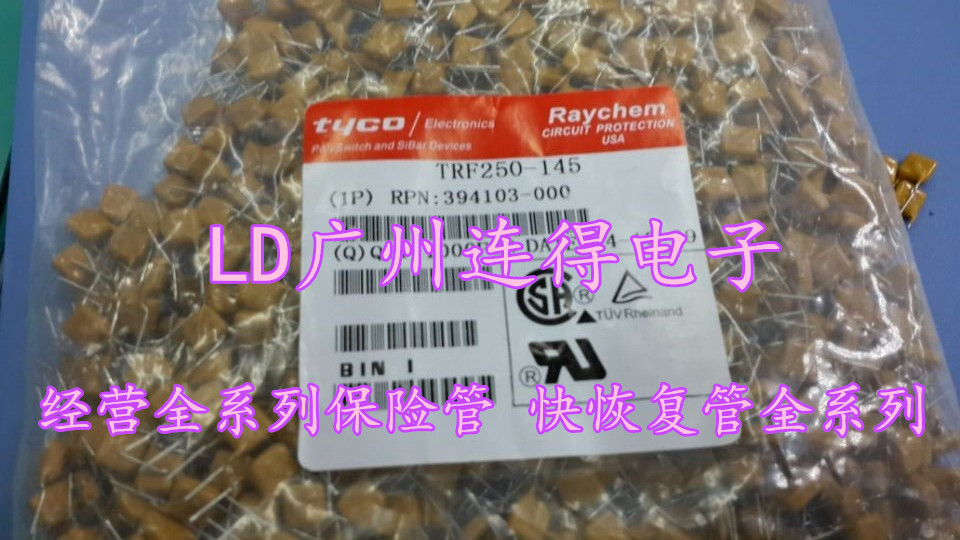 tyco / Electronics
PolySwitch and SiBar Devices
Raychem
CIRCUIT PROTECTION
USA
TRF250-145
(1P) RPN:394103-000
LD广州连得电子
(Q)
SA ®
TÜVRheinland
BIN 1
®
经营全系列保险管 快恢复管全系列